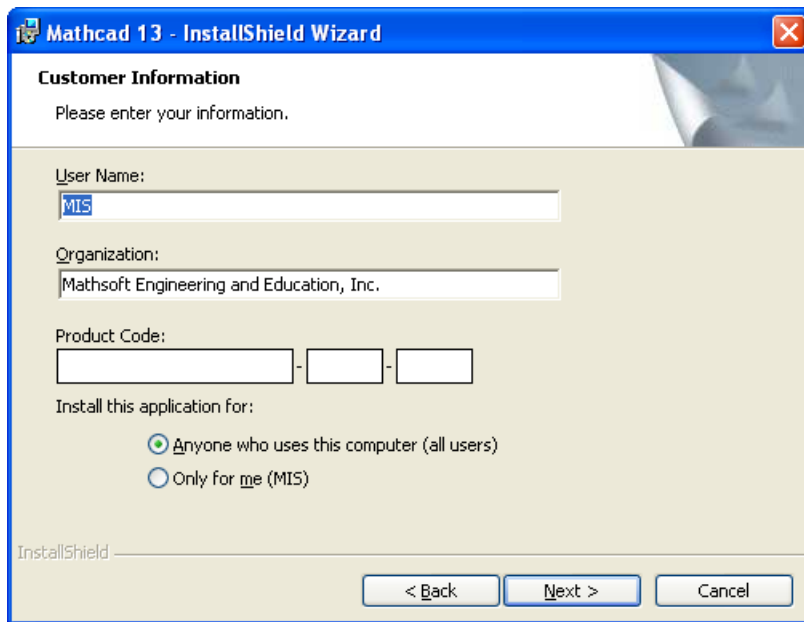 Mathcad 13 - InstallShield Wizard
Customer Information
Please enter your information.
User Name:
MIS
Organization:
Mathsoft Engineering and Education, Inc.
Product Code:
- -
Install this application for:
Anyone who uses this computer (all users)
Only for me (MIS)
InstallShield
< Back Next > Cancel